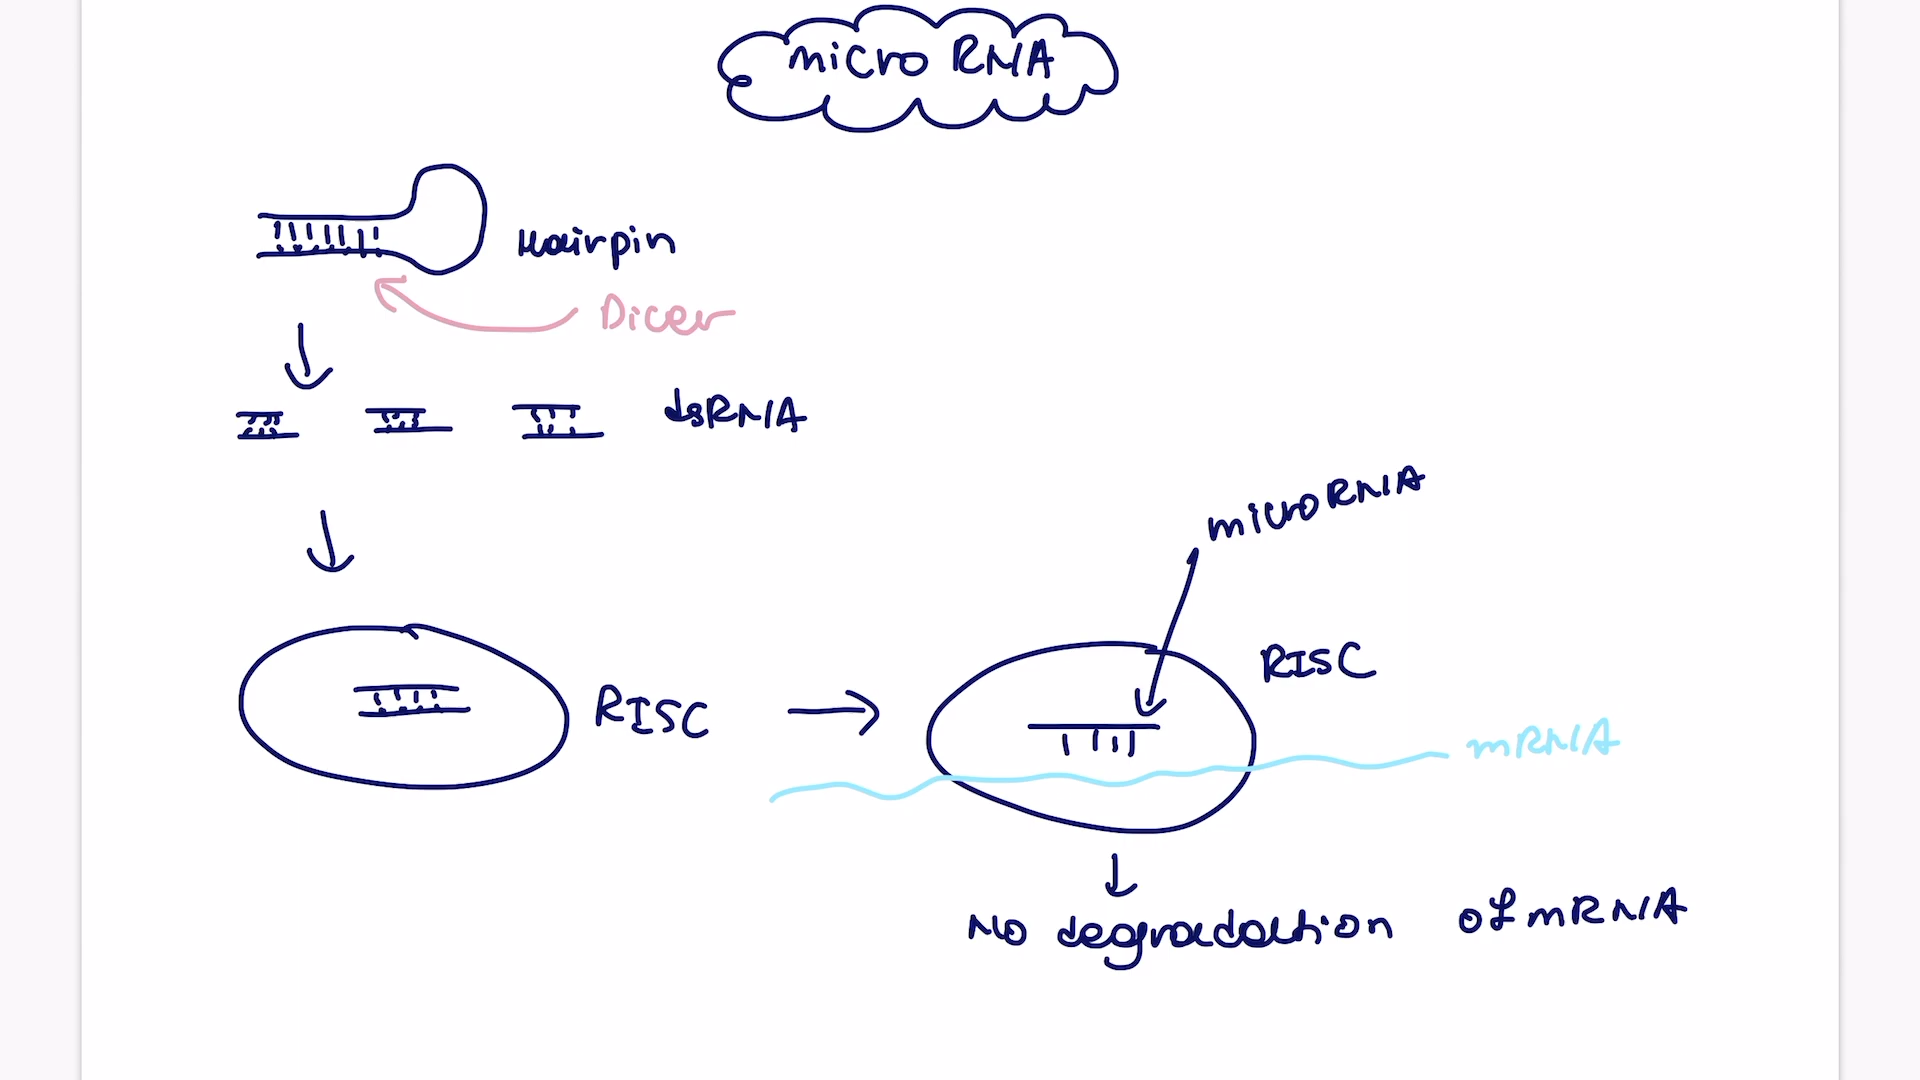 micro RNA
Hairpin
Dicer
dsRNA
microRNA
RISC
RISC
mRNA
No degradation of mRNA